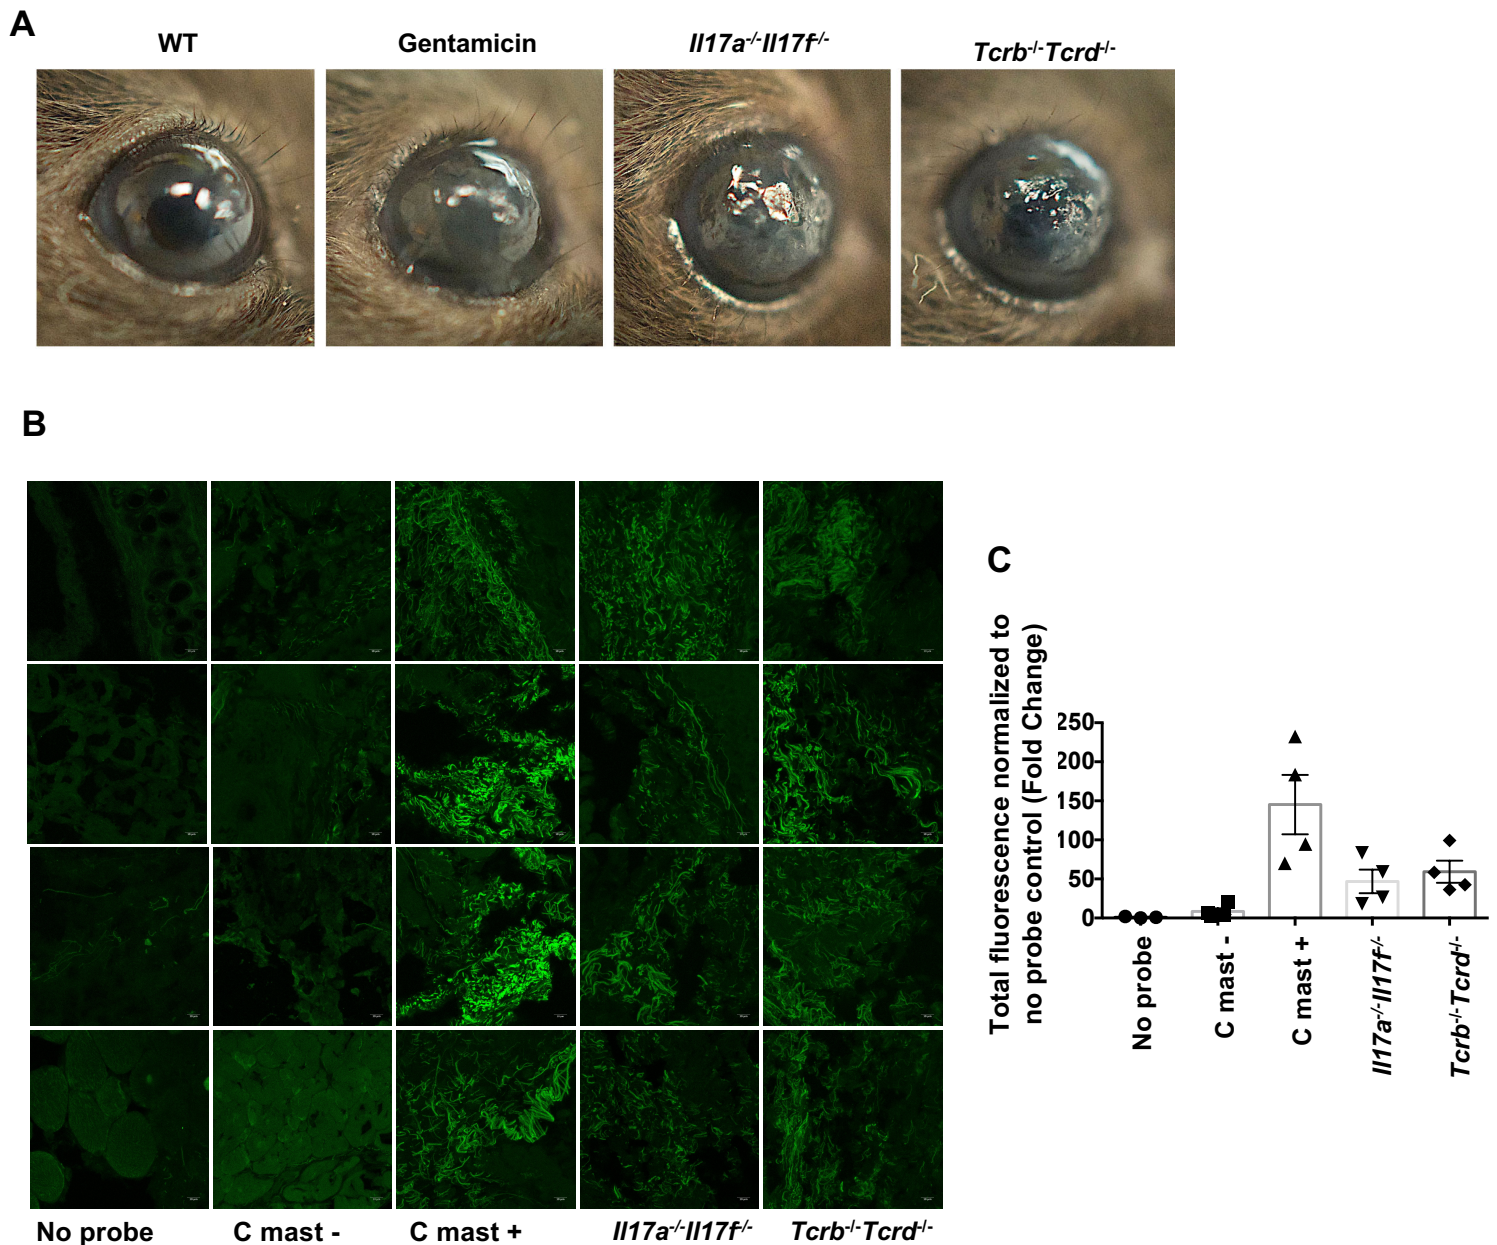 A
WT
Gentamicin
Il17a-/-Il17f-/-
Tcrb-/-Tcrd-/-
B
No probe
C mast -
C mast +
Il17a-/-Il17f-/-
Tcrb-/-Tcrd-/-
C
Total fluorescence normalized to
no probe control (Fold Change)
250
200
150
100
50
0
No probe
C mast -
C mast +
Il17a-/-Il17f-/-
Tcrb-/-Tcrd-/-